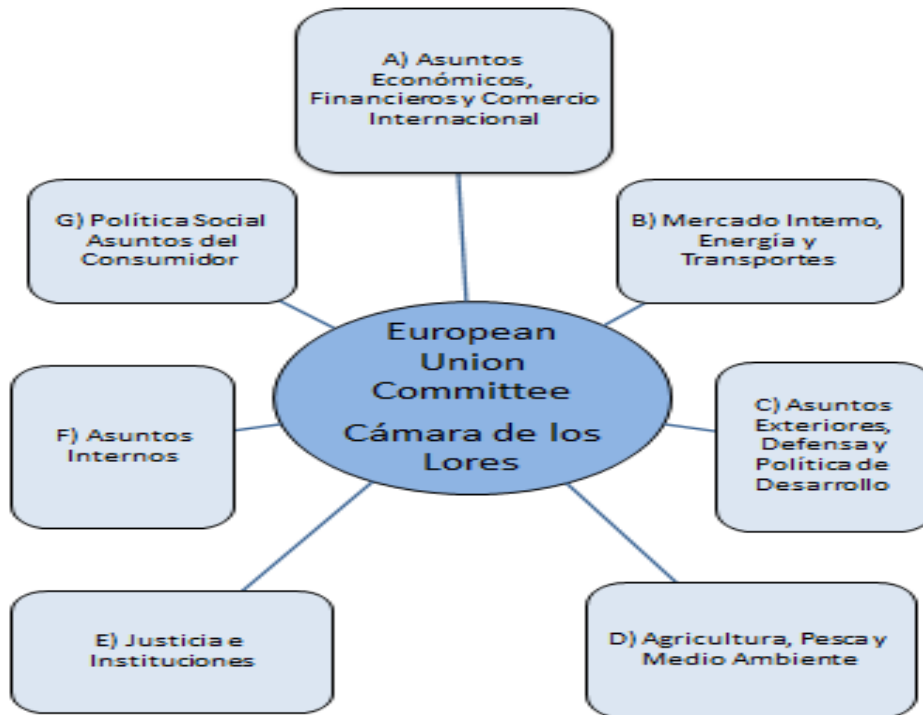 A) Asuntos
Económicos,
Financieros y Comercio
Internacional
G) Política Social
Asuntos del
Consumidor
B) Mercado Interno,
Energía y
Transportes
European
Union
Committee
Cámara de los
Lores
F) Asuntos
Internos
C) Asuntos
Exteriores,
Defensa y
Política de
Desarrollo
E) Justicia e
Instituciones
D) Agricultura, Pesca y
Medio Ambiente